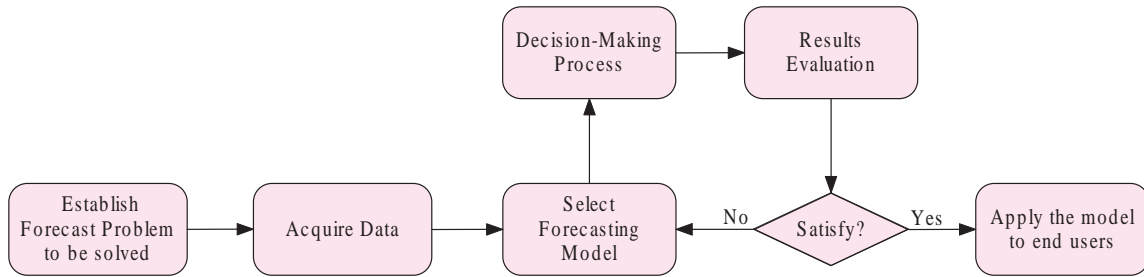 Decision-Making
Process
Results
Evaluation
Establish
Forecast Problem
to be solved
Acquire Data
Select
Forecasting
Model
No
Satisfy?
Yes
Apply the model
to end users